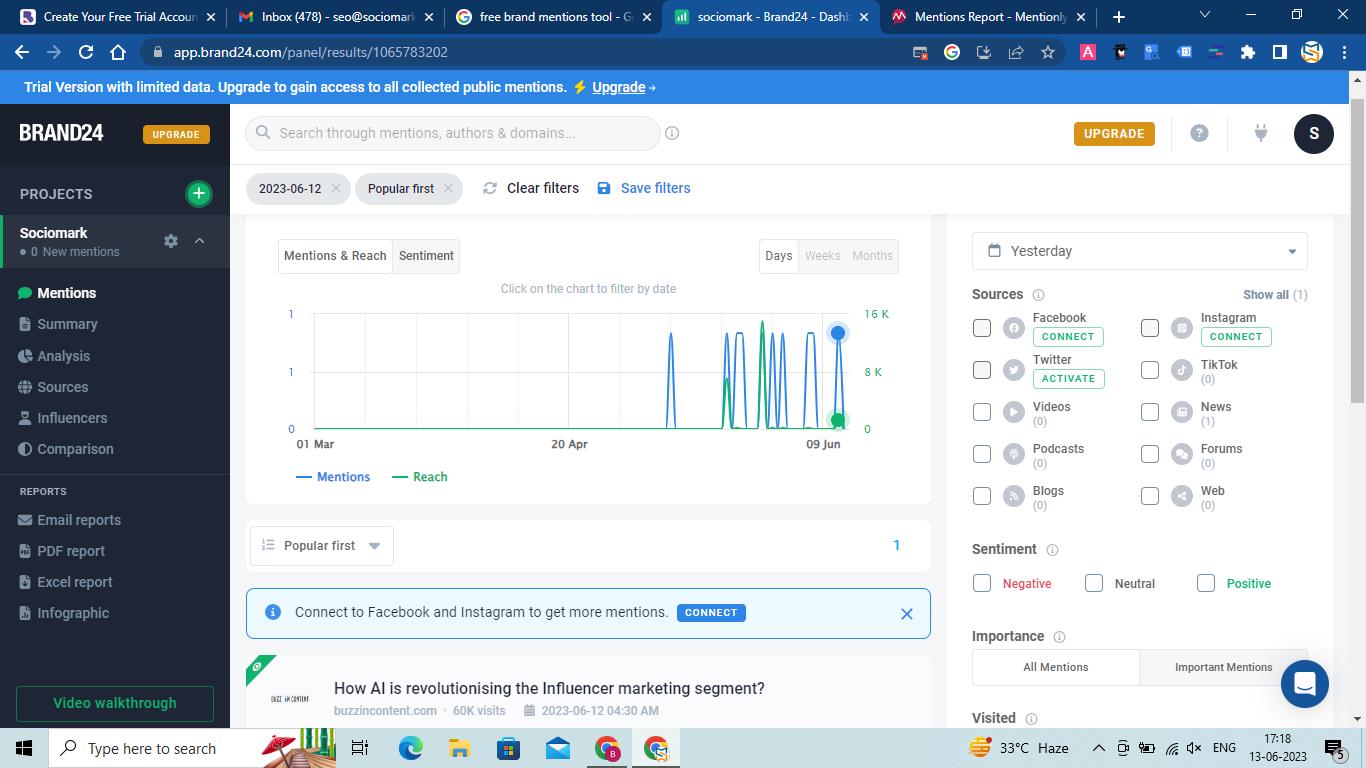 Create Your Free Trial Accoun
Inbox (478) - seo@sociomark
free brand mentions tool - G
sociomark - Brand24 - Dashb
Mentions Report - Mentionly
app.brand24.com/panel/results/1065783202
Trial Version with limited data. Upgrade to gain access to all collected public mentions. ⚡ Upgrade →
BRAND24
UPGRADE
Search through mentions, authors & domains...
UPGRADE
S
PROJECTS
2023-06-12
Popular first
Clear filters
Save filters
Sociomark
0 New mentions
Mentions
Summary
Analysis
Sources
Influencers
Comparison
REPORTS
Email reports
PDF report
Excel report
Infographic
Video walkthrough
Mentions & Reach
Sentiment
Days
Weeks
Months
Click on the chart to filter by date
1
1
0
16 K
8 K
0
01 Mar
20 Apr
09 Jun
Mentions
Reach
Popular first
1
Connect to Facebook and Instagram to get more mentions.
CONNECT
BUZZ IN CONTENT
How AI is revolutionising the Influencer marketing segment?
buzzincontent.com · 60K visits 2023-06-12 04:30 AM
Yesterday
Sources
Show all (1)
Facebook
CONNECT
Instagram
CONNECT
Twitter
ACTIVATE
TikTok
(0)
Videos
(0)
News
(1)
Podcasts
(0)
Forums
(0)
Blogs
(0)
Web
(0)
Sentiment
Negative
Neutral
Positive
Importance
All Mentions
Important Mentions
Visited
Type here to search
33°C Haze
ENG
17:18
13-06-2023
5